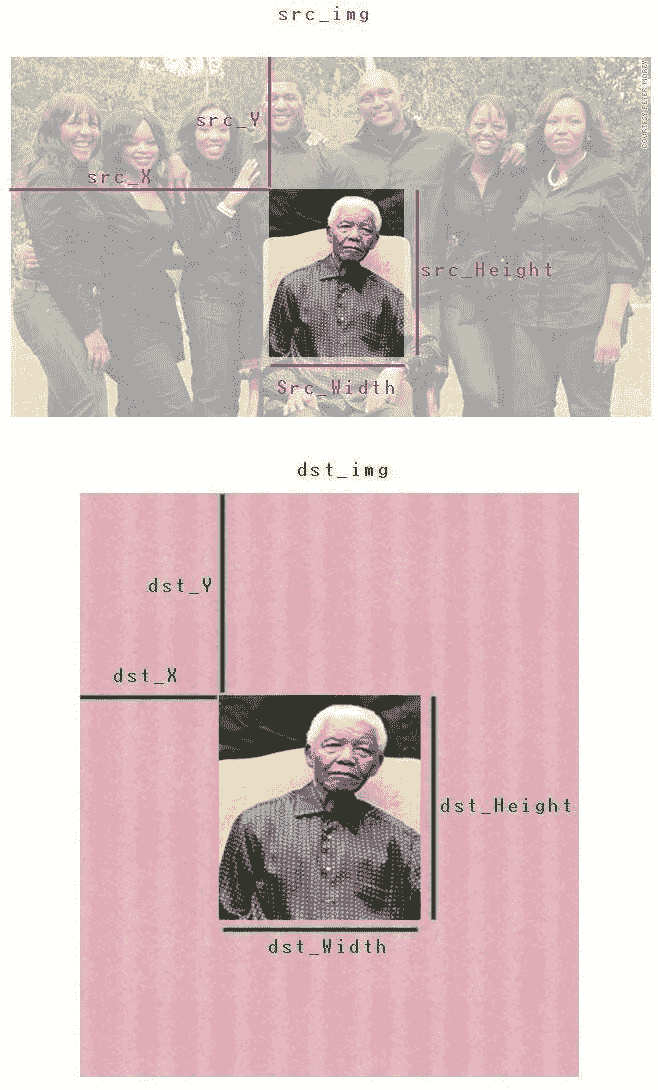 src_img
src_Y
src_X
src_Height
Src_Width
dst_img
dst_Y
dst_X
dst_Height
dst_Width